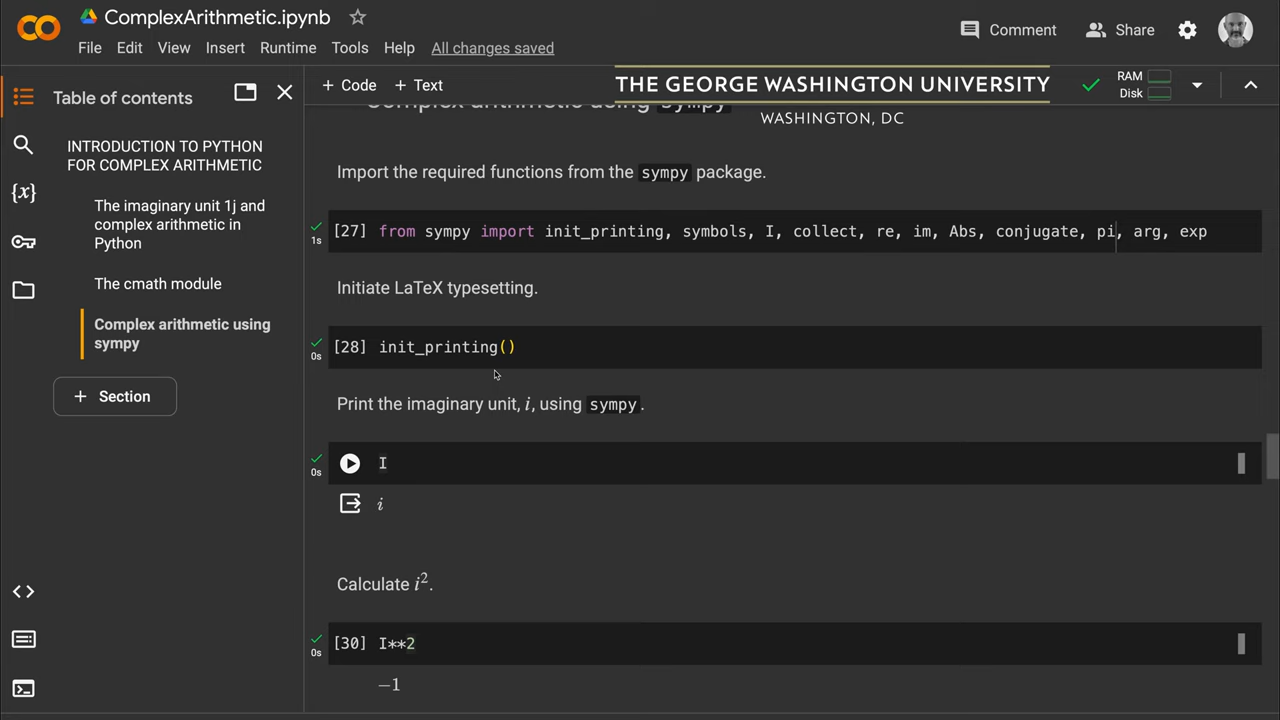 ComplexArithmetic.ipynb
Comment
Share
File Edit View Insert Runtime Tools Help All changes saved
Table of contents
+ Code + Text
THE GEORGE WASHINGTON UNIVERSITY
WASHINGTON, DC
RAM
Disk
INTRODUCTION TO PYTHON
FOR COMPLEX ARITHMETIC
The imaginary unit 1j and
complex arithmetic in
Python
The cmath module
Complex arithmetic using
sympy
+ Section
{x}
Complex arithmetic using sympy
Import the required functions from the sympy package.
[27] from sympy import init_printing, symbols, I, collect, re, im, Abs, conjugate, pi, arg, exp
1s
Initiate LaTeX typesetting.
[28] init_printing()
0s
Print the imaginary unit, i, using sympy.
I
0s
i
Calculate i².
[30] I**2
0s
−1